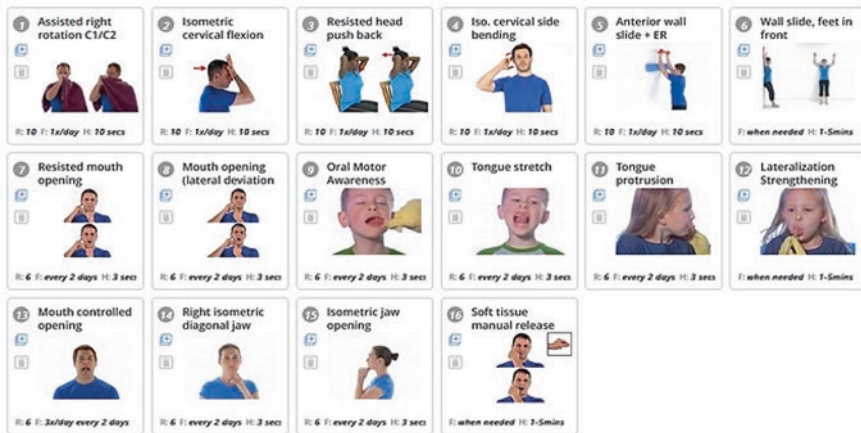 1 Assisted right
rotation C1/C2
R: 10 F: 1x/day H: 10 secs
2 Isometric
cervical flexion
R: 10 F: 1x/day H: 10 secs
3 Resisted head
push back
R: 10 F: 1x/day H: 10 secs
4 Iso. cervical side
bending
R: 10 F: 1x/day H: 10 secs
5 Anterior wall
slide + ER
R: 10 F: 1x/day H: 10 secs
6 Wall slide, feet in
front
F: when needed H: 1-5mins
7 Resisted mouth
opening
R: 6 F: every 2 days H: 3 secs
8 Mouth opening
(lateral deviation
R: 6 F: every 2 days H: 3 secs
9 Oral Motor
Awareness
R: 6 F: every 2 days H: 3 secs
10 Tongue stretch
R: 6 F: every 2 days H: 3 secs
11 Tongue
protrusion
R: 6 F: every 2 days H: 3 secs
12 Lateralization
Strengthening
F: when needed H: 1-5mins
13 Mouth controlled
opening
R: 6 F: 3x/day every 2 days
14 Right isometric
diagonal jaw
R: 6 F: every 2 days H: 3 secs
15 Isometric jaw
opening
R: 6 F: every 2 days H: 3 secs
16 Soft tissue
manual release
F: when needed H: 1-5mins